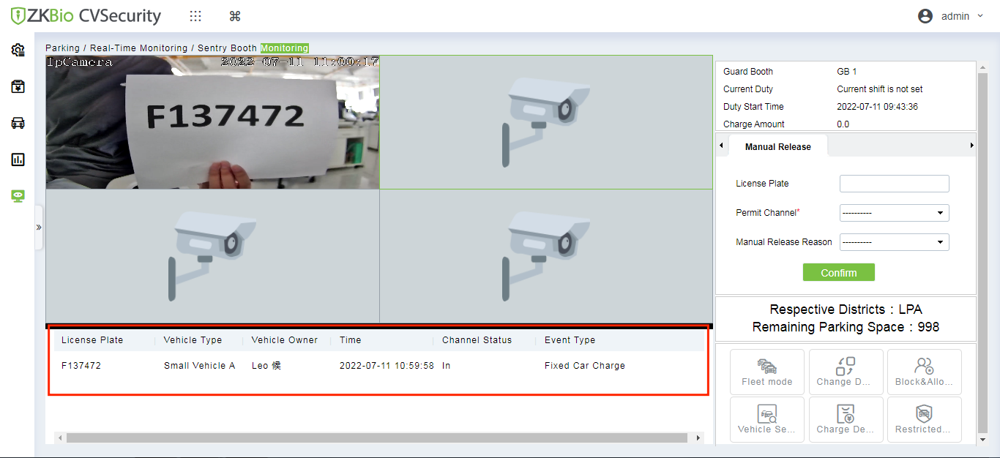 ZKBio CVSecurity
admin
Parking / Real-Time Monitoring / Sentry Booth Monitoring
IpCamera 2022-07-11 11:00:17
F137472
Guard Booth GB 1
Current Duty Current shift is not set
Duty Start Time 2022-07-11 09:43:36
Charge Amount 0.0
Manual Release
License Plate
Permit Channel* ----------
Manual Release Reason ----------
Confirm
Respective Districts : LPA
Remaining Parking Space : 998
License Plate Vehicle Type Vehicle Owner Time Channel Status Event Type
F137472 Small Vehicle A Leo 候 2022-07-11 10:59:58 In Fixed Car Charge
Fleet mode Change D... Block&Allo...
Vehicle Se... Charge De... Restricted...